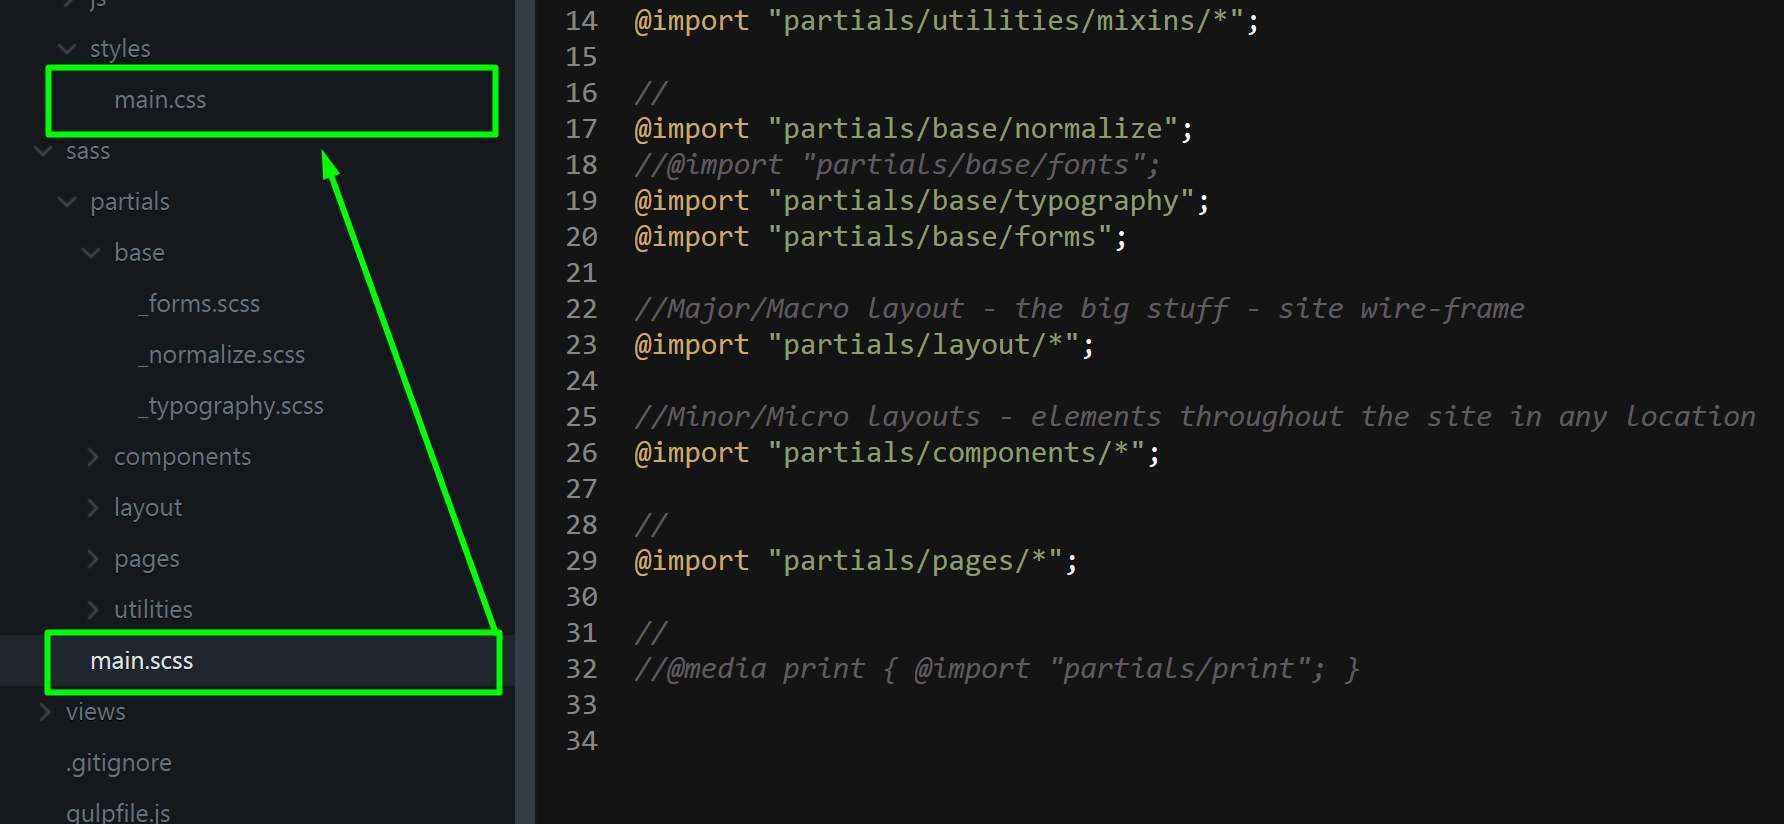 js
styles
main.css
sass
partials
base
_forms.scss
_normalize.scss
_typography.scss
components
layout
pages
utilities
main.scss
views
.gitignore
gulpfile.js
14 @import "partials/utilities/mixins/*";
15
16 //
17 @import "partials/base/normalize";
18 //@import "partials/base/fonts";
19 @import "partials/base/typography";
20 @import "partials/base/forms";
21
22 //Major/Macro layout - the big stuff - site wire-frame
23 @import "partials/layout/*";
24
25 //Minor/Micro layouts - elements throughout the site in any location
26 @import "partials/components/*";
27
28 //
29 @import "partials/pages/*";
30
31 //
32 //@media print { @import "partials/print"; }
33
34